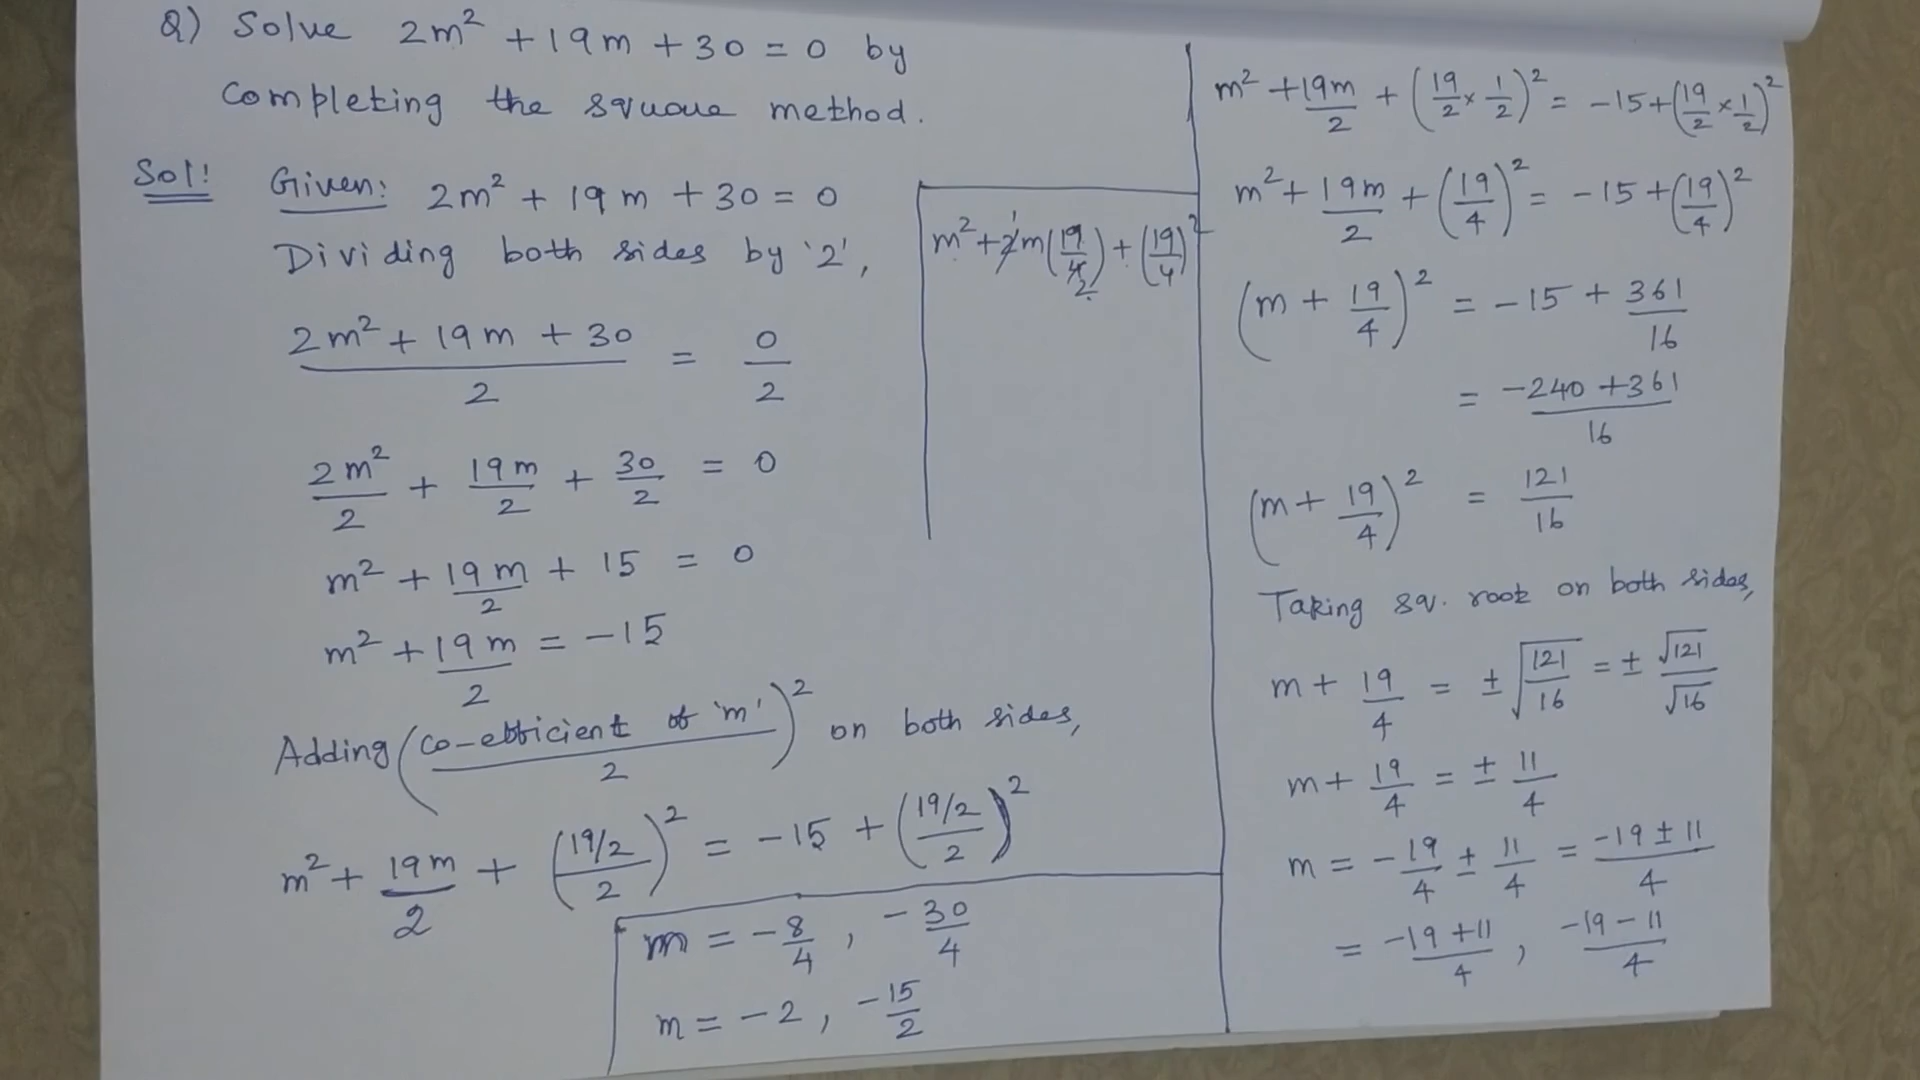 Q) Solve 2m² + 19m + 30 = 0 by
completing the square method.
Sol! Given: 2m² + 19m + 30 = 0
Dividing both sides by '2',
(2m² + 19m + 30)/2 = 0/2
2m²/2 + 19m/2 + 30/2 = 0
m² + 19m/2 + 15 = 0
m² + 19m/2 = -15
Adding (co-efficient of 'm'/2)² on both sides,
m² + 19m/2 + ((19/2)/2)² = -15 + ((19/2)/2)²
m² + 2m(19/4) + (19/4)²
1
2
m² + 19m/2 + (19/2 × 1/2)² = -15 + (19/2 × 1/2)²
m² + 19m/2 + (19/4)² = -15 + (19/4)²
(m + 19/4)² = -15 + 361/16
= (-240 + 361)/16
(m + 19/4)² = 121/16
Taking sq. root on both sides,
m + 19/4 = ± √(121/16) = ± √121/√16
m + 19/4 = ± 11/4
m = -19/4 ± 11/4 = (-19 ± 11)/4
= (-19 + 11)/4 , (-19 - 11)/4
m = -8/4 , -30/4
m = -2 , -15/2